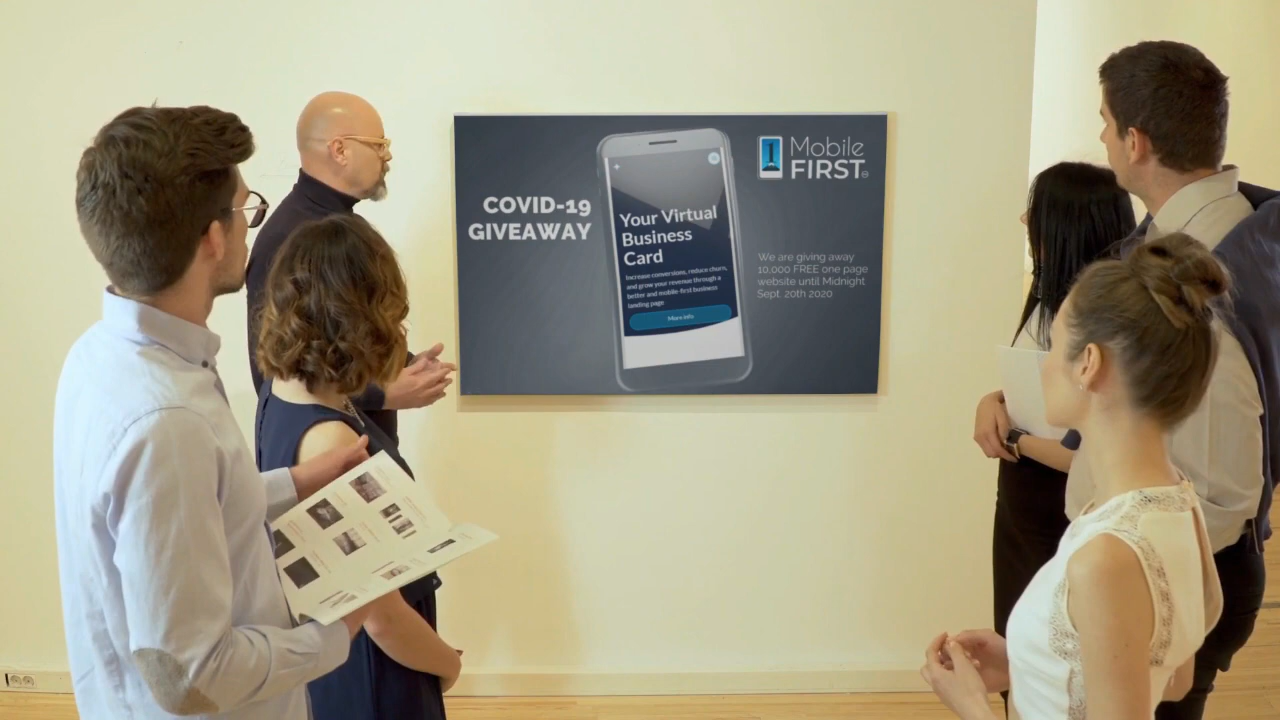 COVID-19
GIVEAWAY
Your Virtual
Business
Card
Increase conversions, reduce churn,
and grow your revenue through a
better and mobile-first business
landing page
More info
1
Mobile
FIRST
We are giving away
10,000 FREE one page
website until Midnight
Sept. 20th 2020